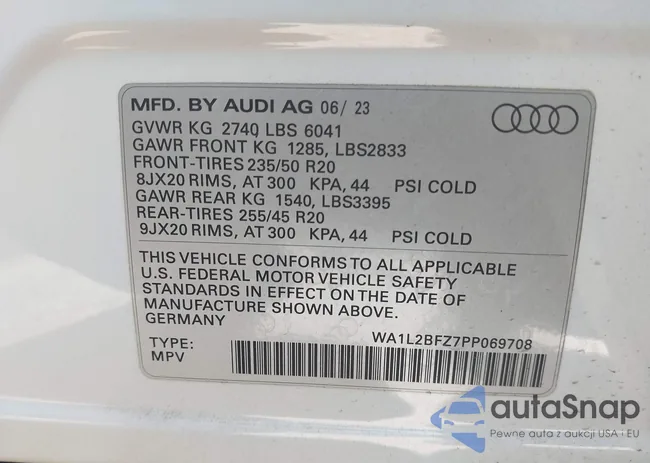 MFD. BY AUDI AG 06/ 23
GVWR KG 2740 LBS 6041
GAWR FRONT KG 1285, LBS2833
FRONT-TIRES 235/50 R20
8JX20 RIMS, AT 300 KPA, 44 PSI COLD
GAWR REAR KG 1540, LBS3395
REAR-TIRES 255/45 R20
9JX20 RIMS, AT 300 KPA, 44 PSI COLD
THIS VEHICLE CONFORMS TO ALL APPLICABLE
U.S. FEDERAL MOTOR VEHICLE SAFETY
STANDARDS IN EFFECT ON THE DATE OF
MANUFACTURE SHOWN ABOVE.
GERMANY
WA1L2BFZ7PP069708
TYPE:
MPV
autaSnap
Pewne auta z aukcji USA i EU